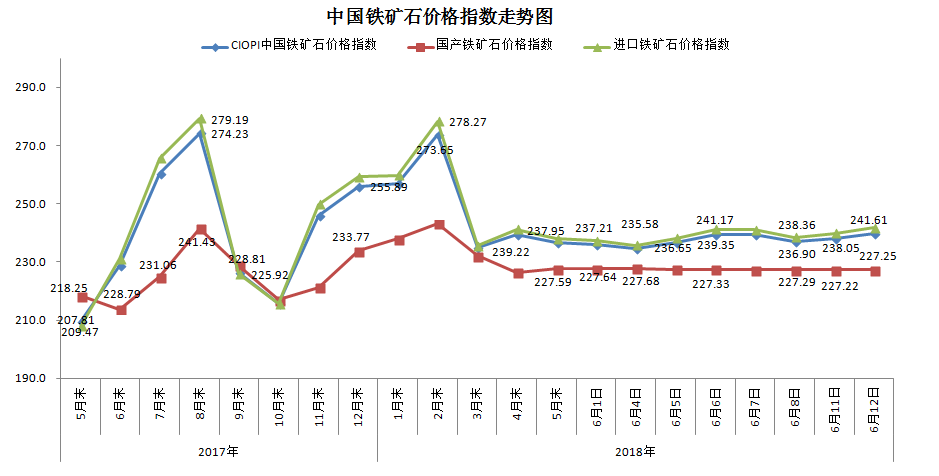 中国铁矿石价格指数走势图
CIOPI中国铁矿石价格指数 国产铁矿石价格指数 进口铁矿石价格指数
290.0
270.0
250.0
230.0
210.0
190.0
279.19
274.23
278.27
273.65
255.89
241.43
233.77
231.06
228.81
225.92
228.79
218.25
207.81
209.47
239.22
237.95
237.21
235.58
241.17
238.36
241.61
236.65
239.35
236.90
238.05
227.25
227.59
227.64
227.68
227.33
227.29
227.22
5月末
6月末
7月末
8月末
9月末
10月末
11月末
12月末
1月末
2月末
3月末
4月末
5月末
6月1日
6月4日
6月5日
6月6日
6月7日
6月8日
6月11日
6月12日
2017年 2018年